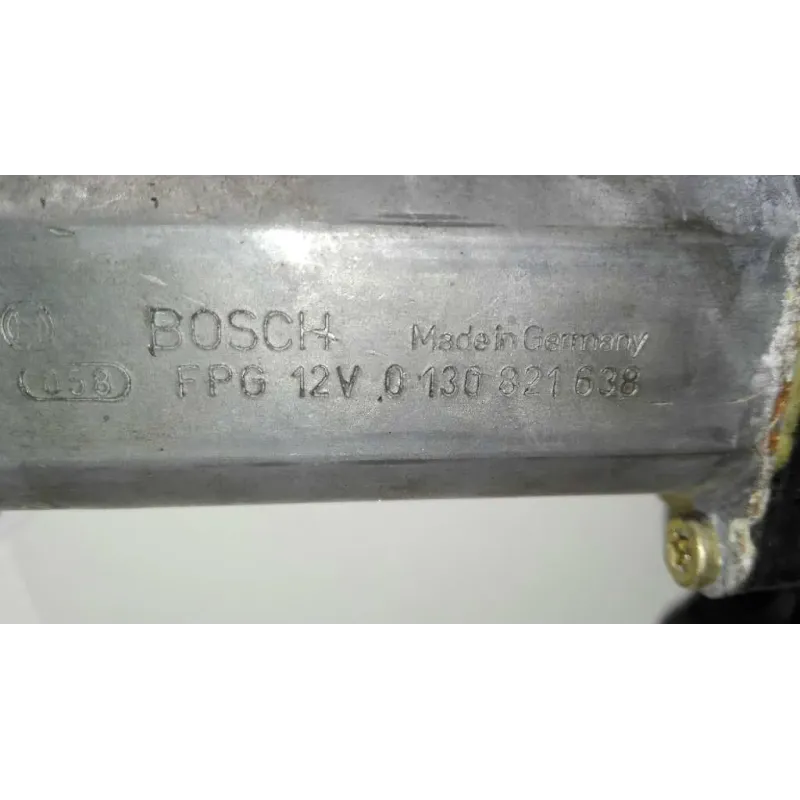 BOSCH Made in Germany
058 FPG 12V 0 130 821 638